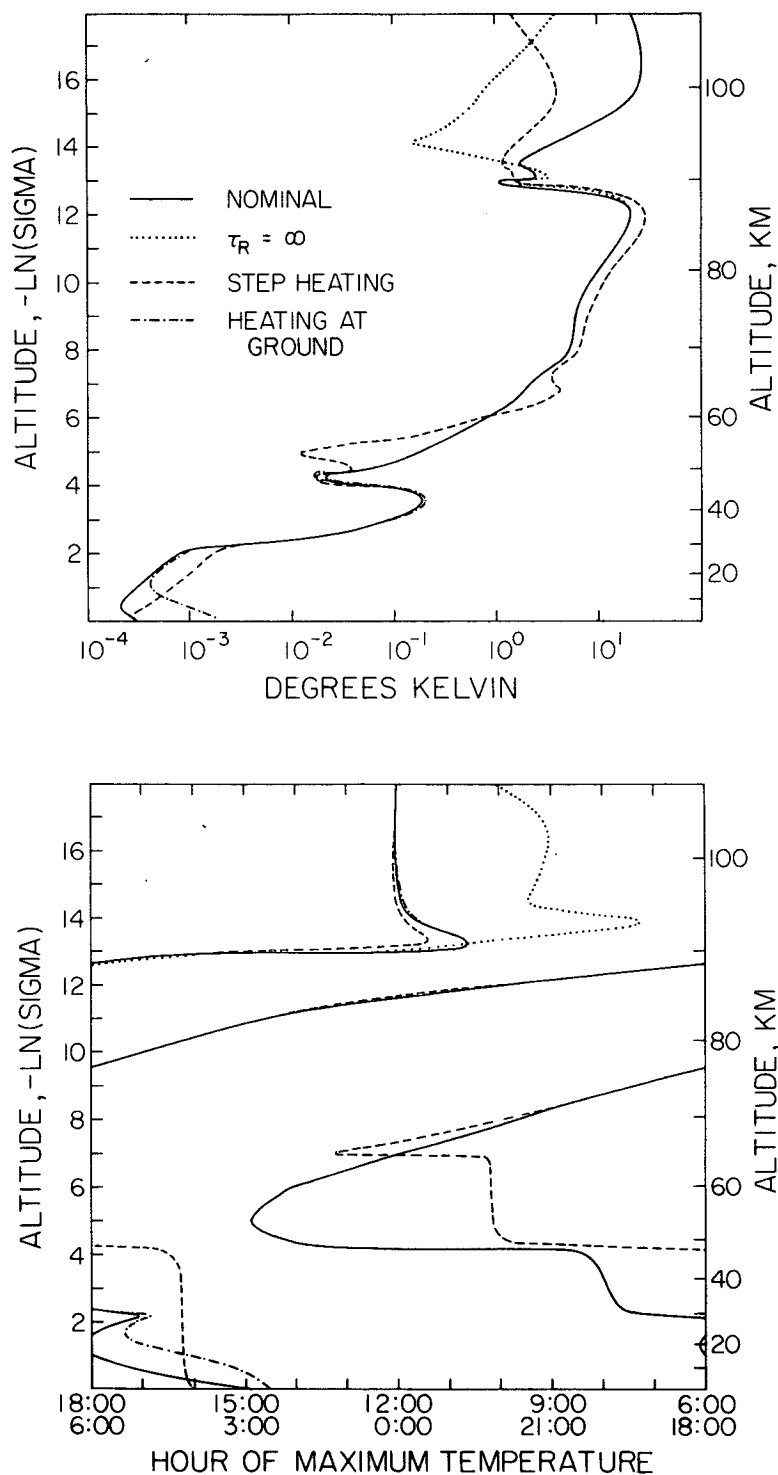 16
14
12
10
8
6
4
2
ALTITUDE, -LN(SIGMA)
NOMINAL
τR = ∞
STEP HEATING
HEATING AT
GROUND
100
80
60
40
20
ALTITUDE, KM
10-4 10-3 10-2 10-1 100 101
DEGREES KELVIN
16
14
12
10
8
6
4
2
ALTITUDE, -LN(SIGMA)
100
80
60
40
20
ALTITUDE, KM
18:00 15:00 12:00 9:00 6:00
6:00 3:00 0:00 21:00 18:00
HOUR OF MAXIMUM TEMPERATURE